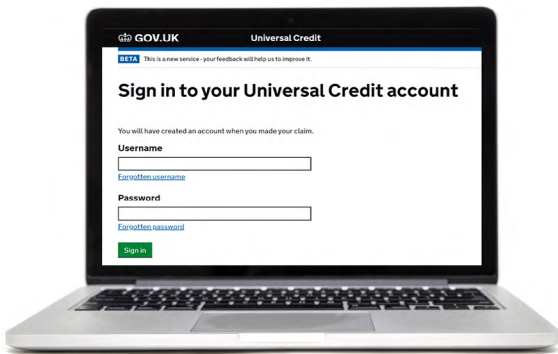 GOV.UK Universal Credit
BETA This is a new service - your feedback will help us to improve it.
Sign in to your Universal Credit account
You will have created an account when you made your claim.
Username
Forgotten username
Password
Forgotten password
Sign in